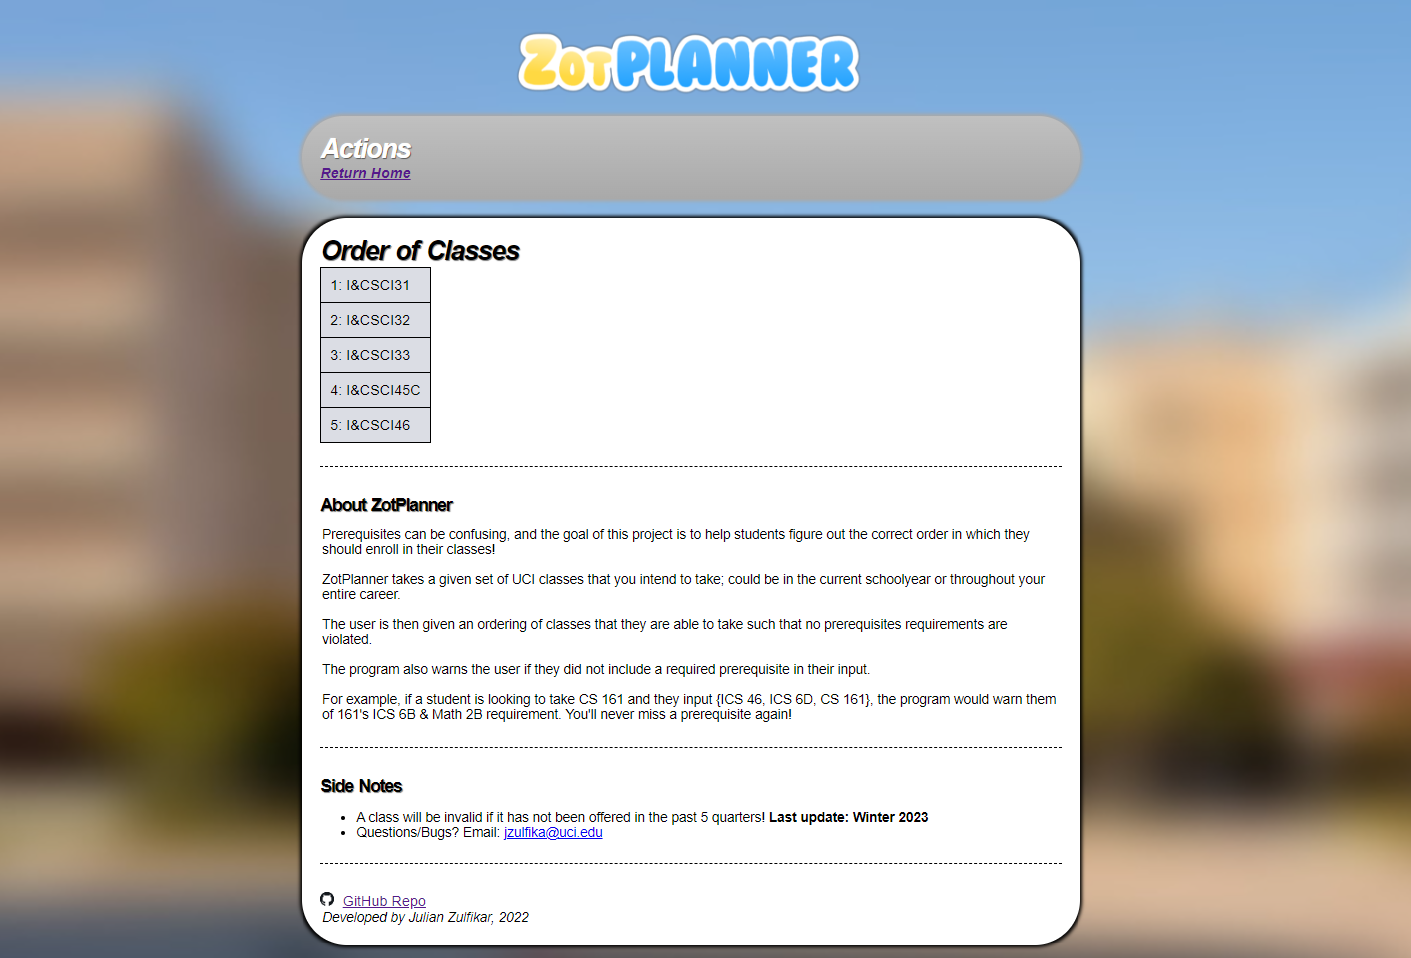 ZotPLANNER
Actions
Return Home
Order of Classes
1: I&CSCI31
2: I&CSCI32
3: I&CSCI33
4: I&CSCI45C
5: I&CSCI46
About ZotPlanner
Prerequisites can be confusing, and the goal of this project is to help students figure out the correct order in which they
should enroll in their classes!
ZotPlanner takes a given set of UCI classes that you intend to take; could be in the current schoolyear or throughout your
entire career.
The user is then given an ordering of classes that they are able to take such that no prerequisites requirements are
violated.
The program also warns the user if they did not include a required prerequisite in their input.
For example, if a student is looking to take CS 161 and they input {ICS 46, ICS 6D, CS 161}, the program would warn them
of 161's ICS 6B & Math 2B requirement. You'll never miss a prerequisite again!
Side Notes
• A class will be invalid if it has not been offered in the past 5 quarters! Last update: Winter 2023
• Questions/Bugs? Email: jzulfika@uci.edu
GitHub Repo
Developed by Julian Zulfikar, 2022